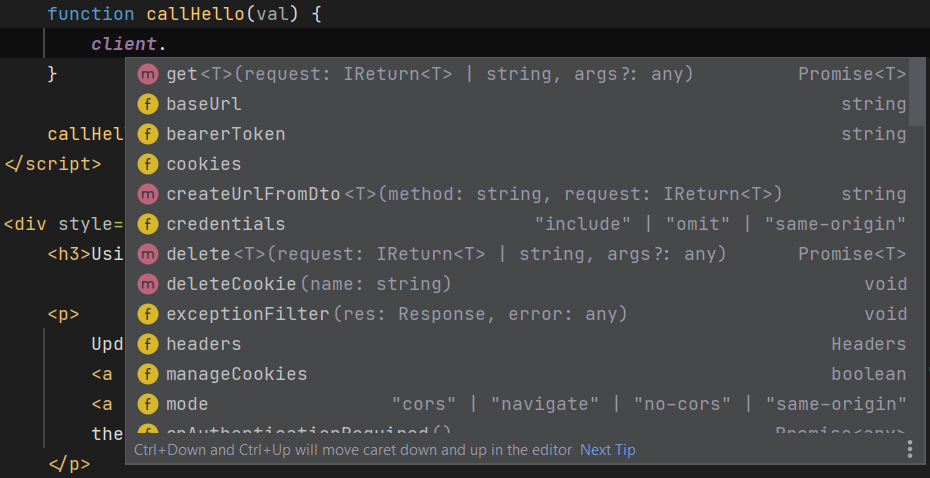 function callHello(val) {
client.
}
m get<T>(request: IReturn<T> | string, args?: any) Promise<T>
f baseUrl string
f bearerToken string
callHel
f cookies
</script>
m createUrlFromDto<T>(method: string, request: IReturn<T>) string
<div style=
f credentials "include" | "omit" | "same-origin"
<h3>Usi
m delete<T>(request: IReturn<T> | string, args?: any) Promise<T>
m deleteCookie(name: string) void
<p>
f exceptionFilter(res: Response, error: any) void
Upd
f headers Headers
<a
f manageCookies boolean
<a
f mode "cors" | "navigate" | "no-cors" | "same-origin"
the
f onAuthenticationRequired() Promise<any>
Ctrl+Down and Ctrl+Up will move caret down and up in the editor Next Tip
</p>